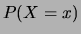 P(X = x)